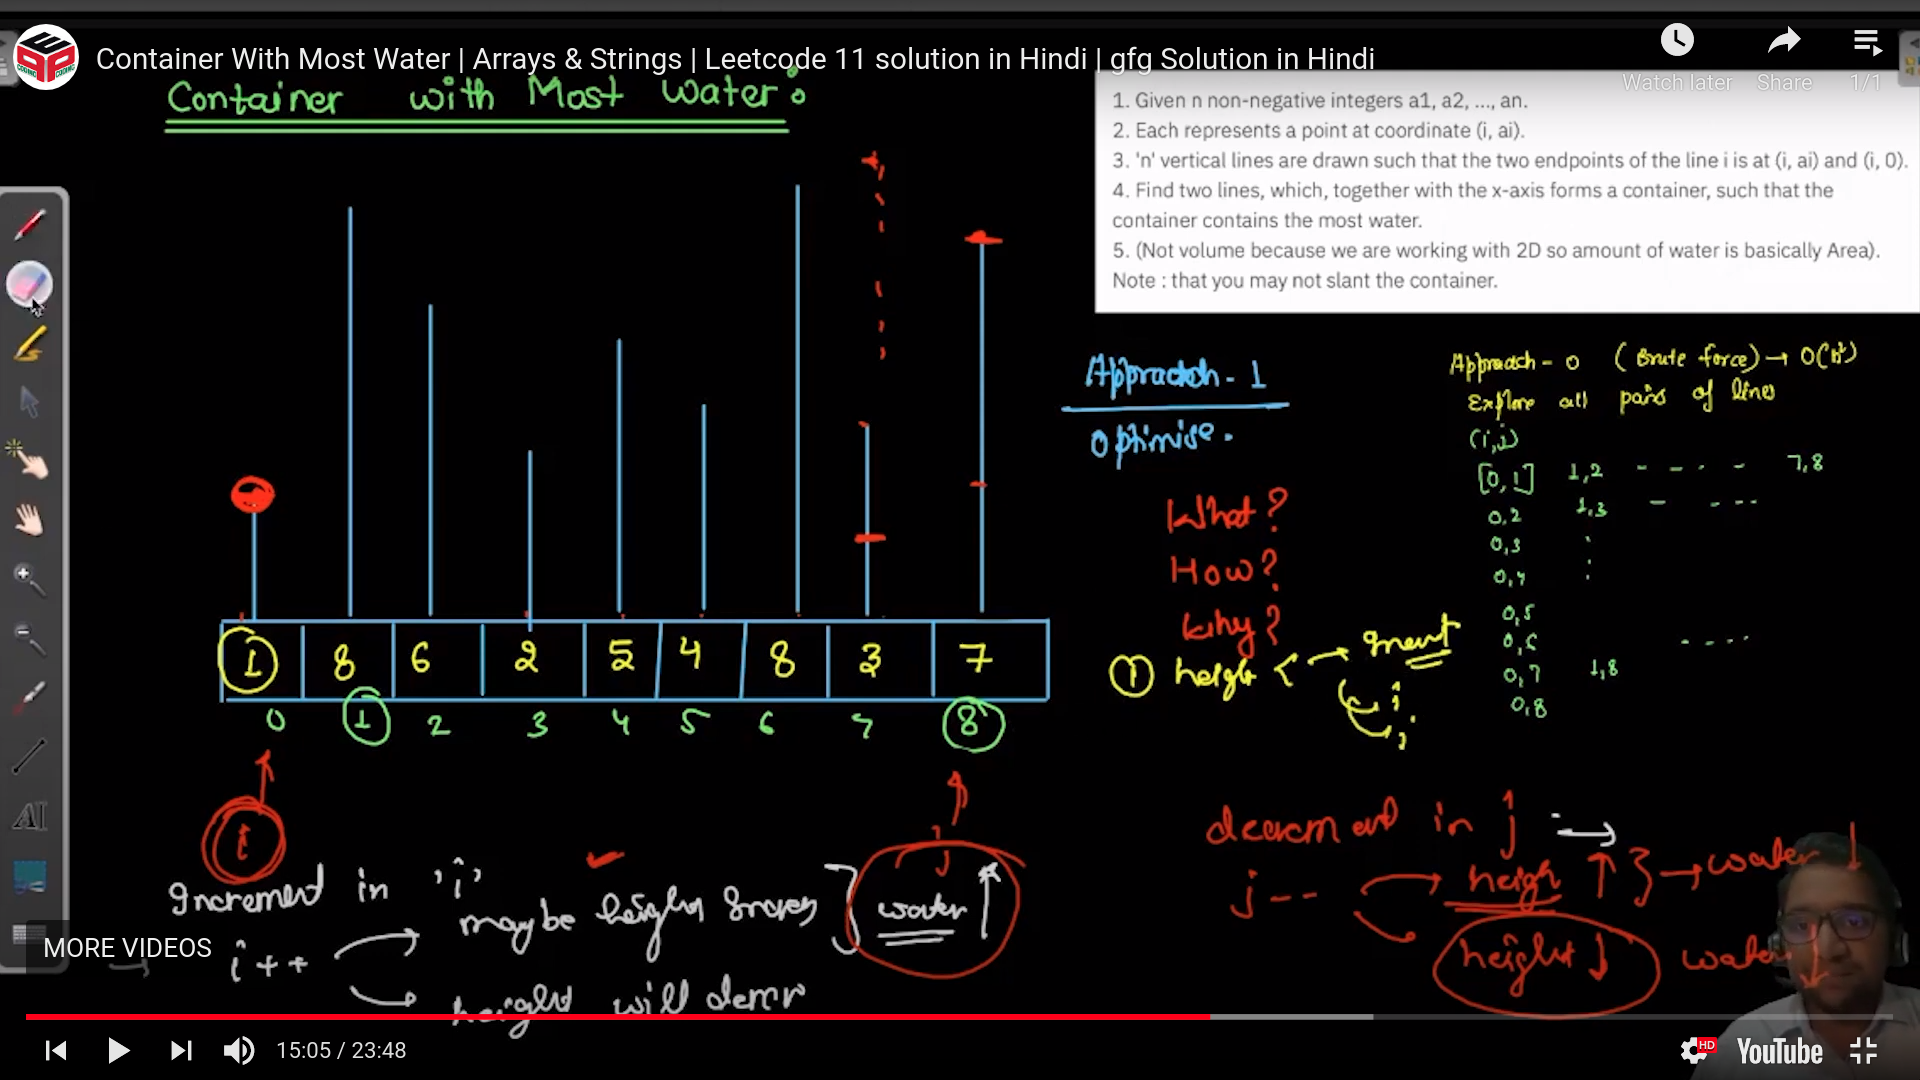 Container With Most Water | Arrays & Strings | Leetcode 11 solution in Hindi | gfg Solution in Hindi
Watch later
Share
1/1
Container with Most Water:
1. Given n non-negative integers a1, a2, ..., an.
2. Each represents a point at coordinate (i, ai).
3. 'n' vertical lines are drawn such that the two endpoints of the line i is at (i, ai) and (i, 0).
4. Find two lines, which, together with the x-axis forms a container, such that the
container contains the most water.
5. (Not volume because we are working with 2D so amount of water is basically Area).
Note : that you may not slant the container.
Approach - 1
Optimise.
What?
How?
Why?
① height <
i
j
Approach - 0 (Brute force) → O(n²)
Explore all pairs of lines
(i,j)
[0,1] 1,2 - - - - 7,8
0,2 1,3 - - - -
0,3
0,4
0,5
0,6 - - - -
0,7 1,8
0,8
1 8 6 2 5 4 8 3 7
0 1 2 3 4 5 6 7 8
i
j
Increment in 'i'
i++
maybe height
height will
water ↑
in j →
j--
→ water ↓
height ↓ water ↓
MORE VIDEOS
15:05 / 23:48
HD
YouTube